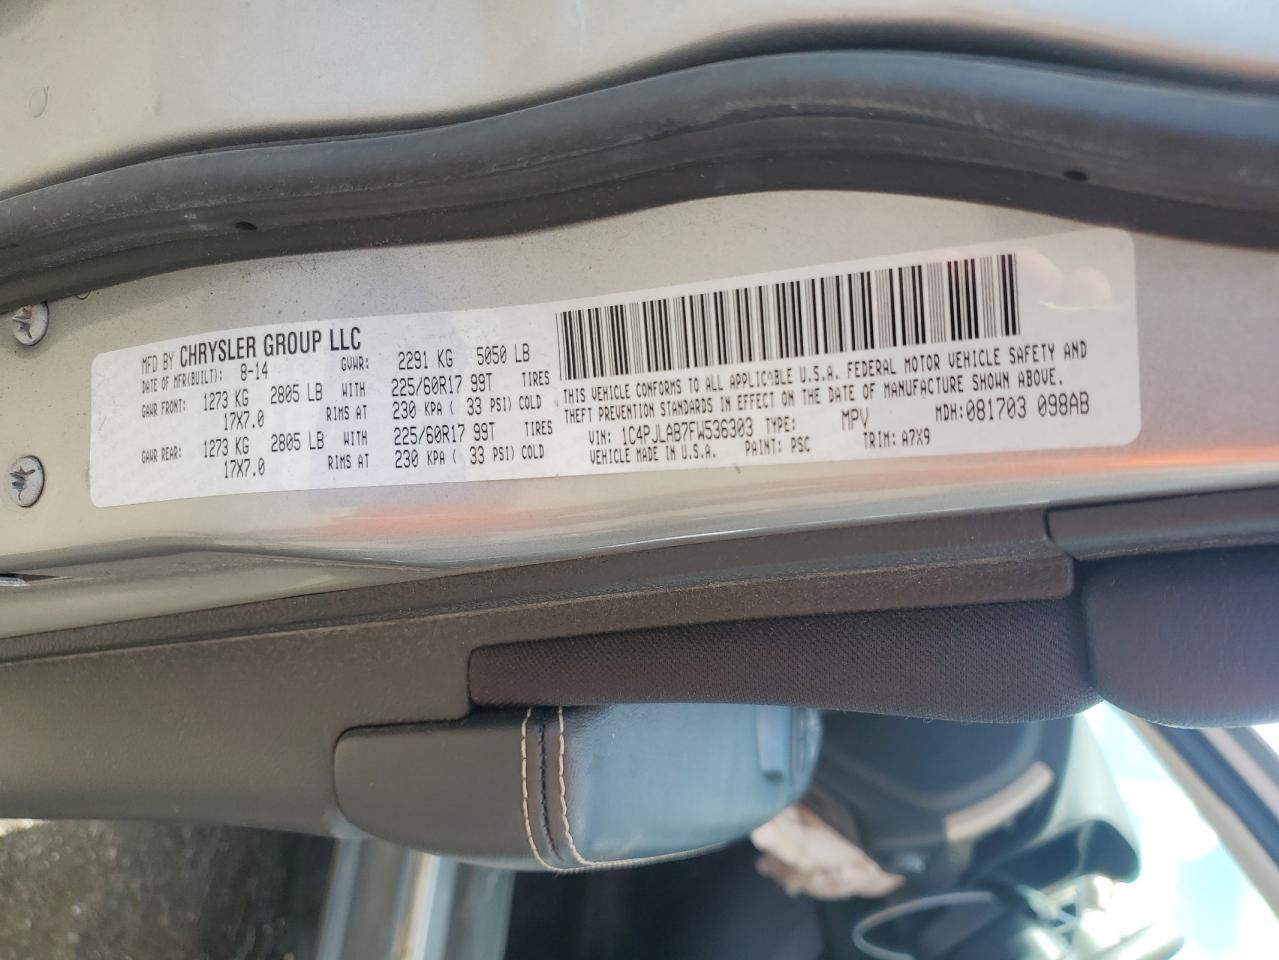 MFD BY CHRYSLER GROUP LLC
DATE OF MFR(BUILT): 8-14 GVWR: 2291 KG 5050 LB
GAWR FRONT: 1273 KG 2805 LB WITH 225/60R17 99T TIRES
17X7.0 RIMS AT 230 KPA ( 33 PSI) COLD
GAWR REAR: 1273 KG 2805 LB WITH 225/60R17 99T TIRES
17X7.0 RIMS AT 230 KPA ( 33 PSI) COLD
THIS VEHICLE CONFORMS TO ALL APPLICABLE U.S.A. FEDERAL MOTOR VEHICLE SAFETY AND
THEFT PREVENTION STANDARDS IN EFFECT ON THE DATE OF MANUFACTURE SHOWN ABOVE.
VIN: 1C4PJLAB7FW536303 TYPE: MPV MDH:081703 098AB
VEHICLE MADE IN U.S.A. PAINT: PSC TRIM: A7X9